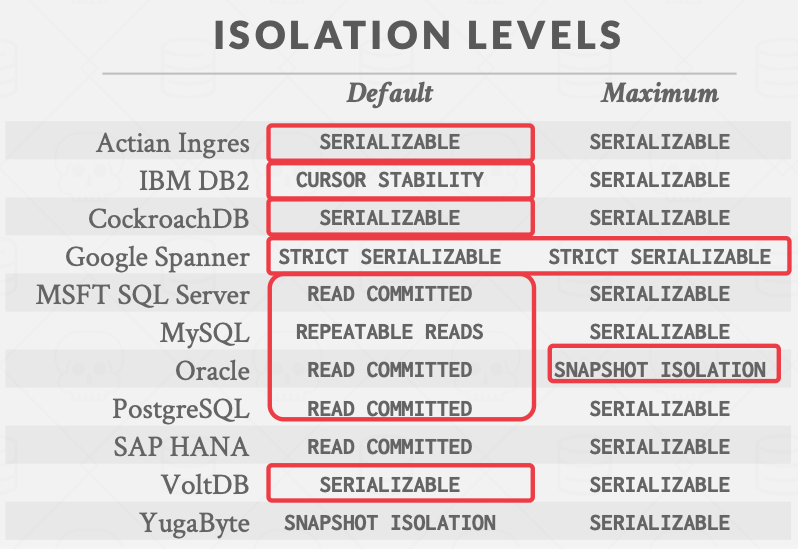 ISOLATION LEVELS
Default Maximum
Actian Ingres SERIALIZABLE SERIALIZABLE
IBM DB2 CURSOR STABILITY SERIALIZABLE
CockroachDB SERIALIZABLE SERIALIZABLE
Google Spanner STRICT SERIALIZABLE STRICT SERIALIZABLE
MSFT SQL Server READ COMMITTED SERIALIZABLE
MySQL REPEATABLE READS SERIALIZABLE
Oracle READ COMMITTED SNAPSHOT ISOLATION
PostgreSQL READ COMMITTED SERIALIZABLE
SAP HANA READ COMMITTED SERIALIZABLE
VoltDB SERIALIZABLE SERIALIZABLE
YugaByte SNAPSHOT ISOLATION SERIALIZABLE